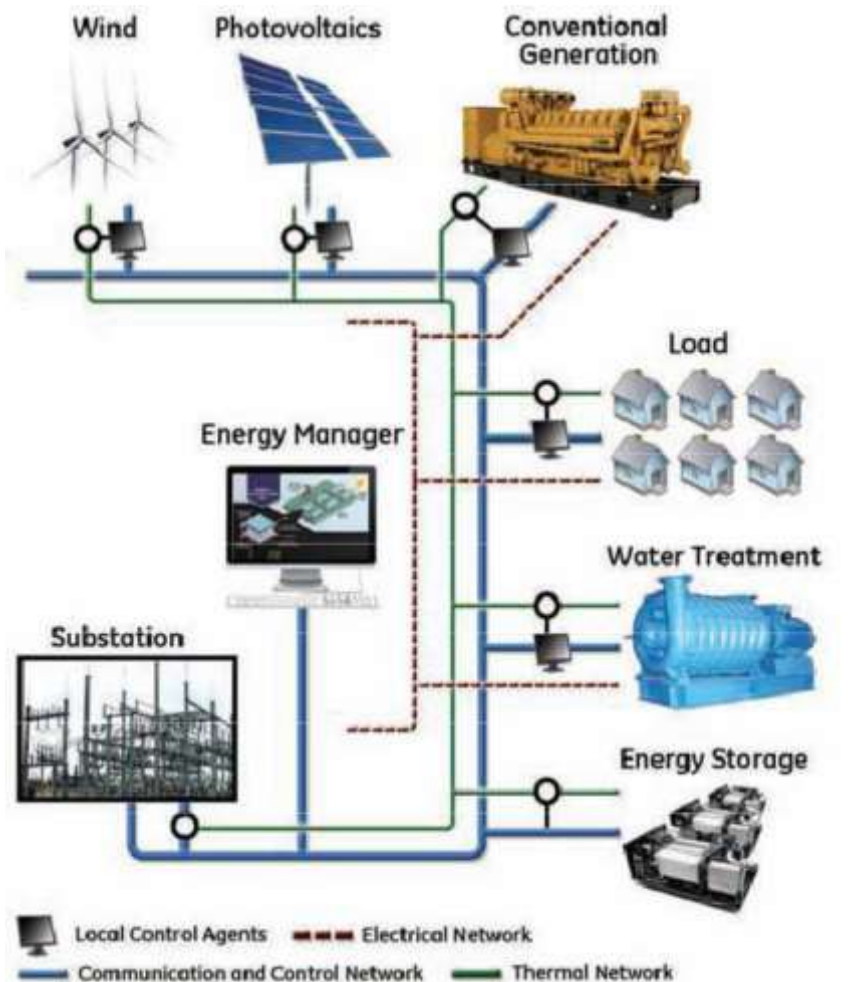 Wind
Photovoltaics
Conventional
Generation
Load
Energy Manager
Water Treatment
Substation
Energy Storage
Local Control Agents
Electrical Network
Communication and Control Network
Thermal Network